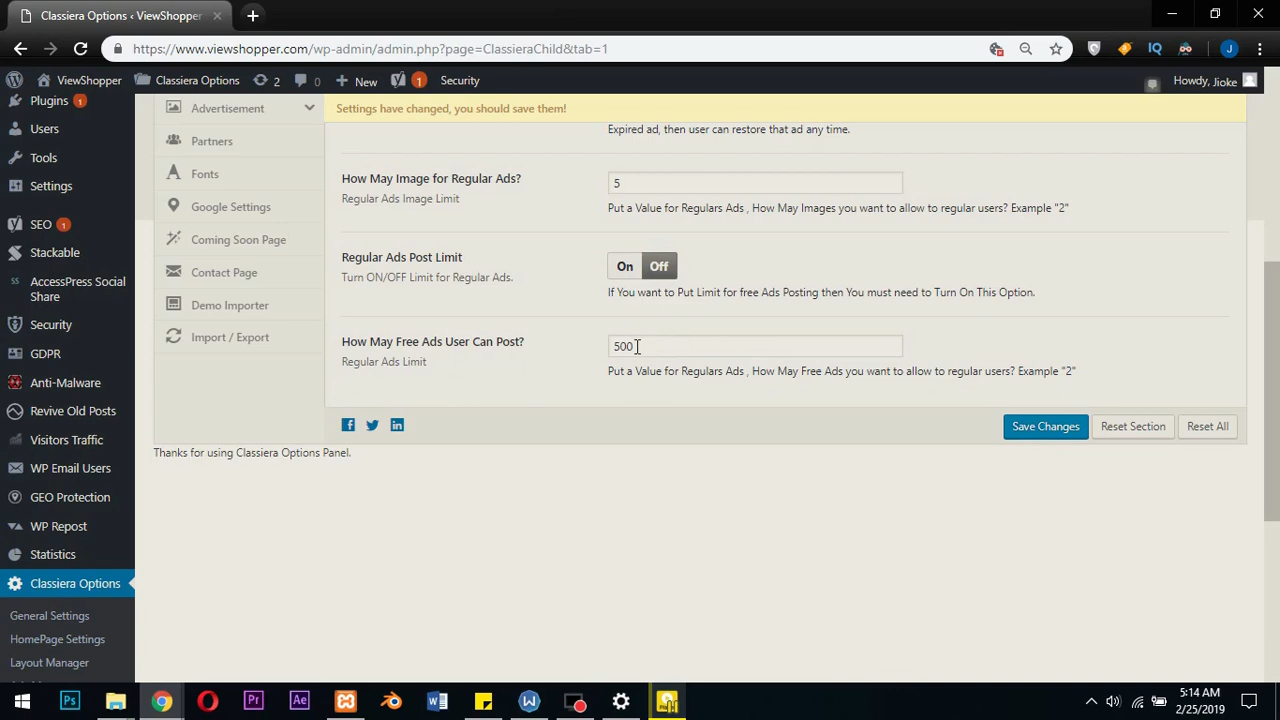 Classiera Options ‹ ViewShopper
https://www.viewshopper.com/wp-admin/admin.php?page=ClassieraChild&tab=1
IQ
J
ViewShopper
Classiera Options
2
0
New
1
Security
Howdy, Jioke
Plugins 1
Users
Tools
Settings
SEO 1
Stackable
AccessPress Social
Share
Security
GDPR
Anti-Malware
Revive Old Posts
Visitors Traffic
WP Email Users
GEO Protection
WP Repost
Statistics
Classiera Options
General Settings
HomePage Settings
Layout Manager
Advertisement
Partners
Fonts
Google Settings
Coming Soon Page
Contact Page
Demo Importer
Import / Export
Settings have changed, you should save them!
Expired ad, then user can restore that ad any time.
How May Image for Regular Ads?
Regular Ads Image Limit
5
Put a Value for Regulars Ads , How May Images you want to allow to regular users? Example "2"
Regular Ads Post Limit
Turn ON/OFF Limit for Regular Ads.
On Off
If You want to Put Limit for free Ads Posting then You must need to Turn On This Option.
How May Free Ads User Can Post?
Regular Ads Limit
500
Put a Value for Regulars Ads , How May Free Ads you want to allow to regular users? Example "2"
Save Changes
Reset Section
Reset All
Thanks for using Classiera Options Panel.
Ps
Pr
Ae
W
W
5:14 AM
2/25/2019